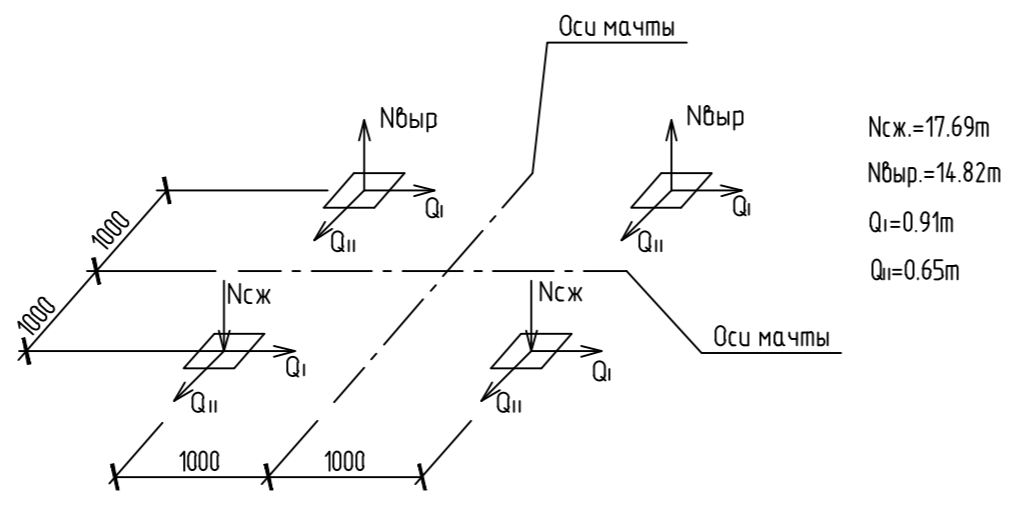 Оси мачты
Nвыр
Nвыр
Nсж.=17.69т
Nвыр.=14.82т
QI
QI
QI=0.91т
1000
QII
QII
QII=0.65т
Nсж
Nсж
1000
Оси мачты
QI
QI
QII
QII
1000
1000